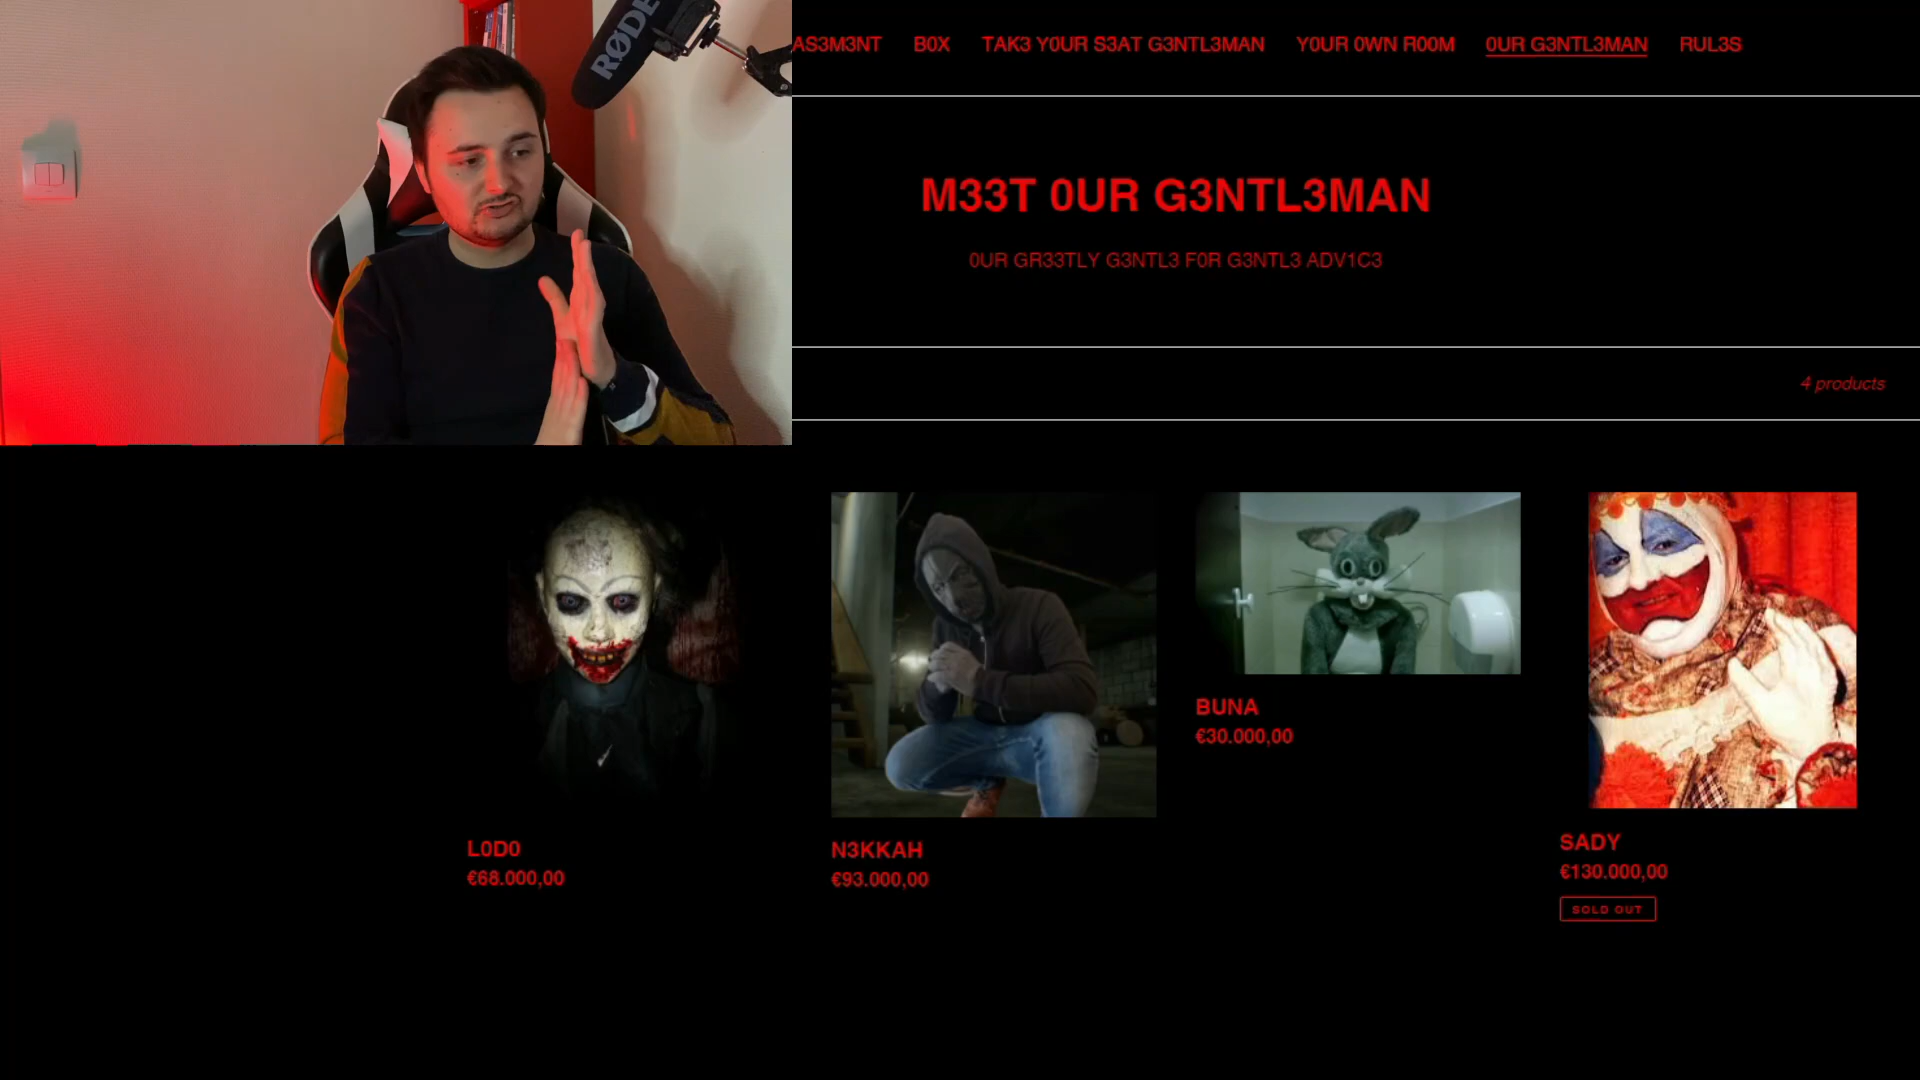 RØDE
AS3M3NT B0X TAK3 Y0UR S3AT G3NTL3MAN Y0UR 0WN R00M 0UR G3NTL3MAN RUL3S
M33T 0UR G3NTL3MAN
0UR GR33TLY G3NTL3 F0R G3NTL3 ADV1C3
4 products
L0D0
€68.000,00
N3KKAH
€93.000,00
BUNA
€30.000,00
SADY
€130.000,00
SOLD OUT